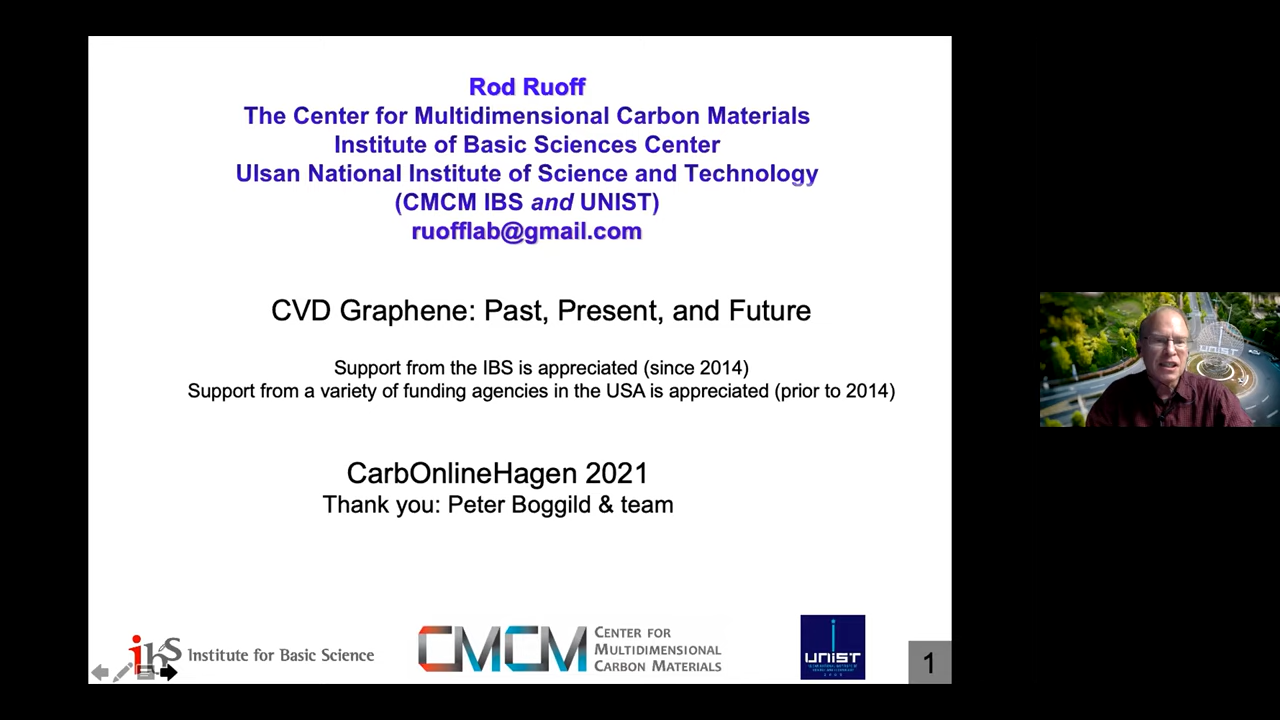 Rod Ruoff
The Center for Multidimensional Carbon Materials
Institute of Basic Sciences Center
Ulsan National Institute of Science and Technology
(CMCM IBS and UNIST)
ruofflab@gmail.com
CVD Graphene: Past, Present, and Future
Support from the IBS is appreciated (since 2014)
Support from a variety of funding agencies in the USA is appreciated (prior to 2014)
CarbOnlineHagen 2021
Thank you: Peter Boggild & team
ibs Institute for Basic Science
CMCM
CENTER FOR
MULTIDIMENSIONAL
CARBON MATERIALS
UNIST
1
UNIST